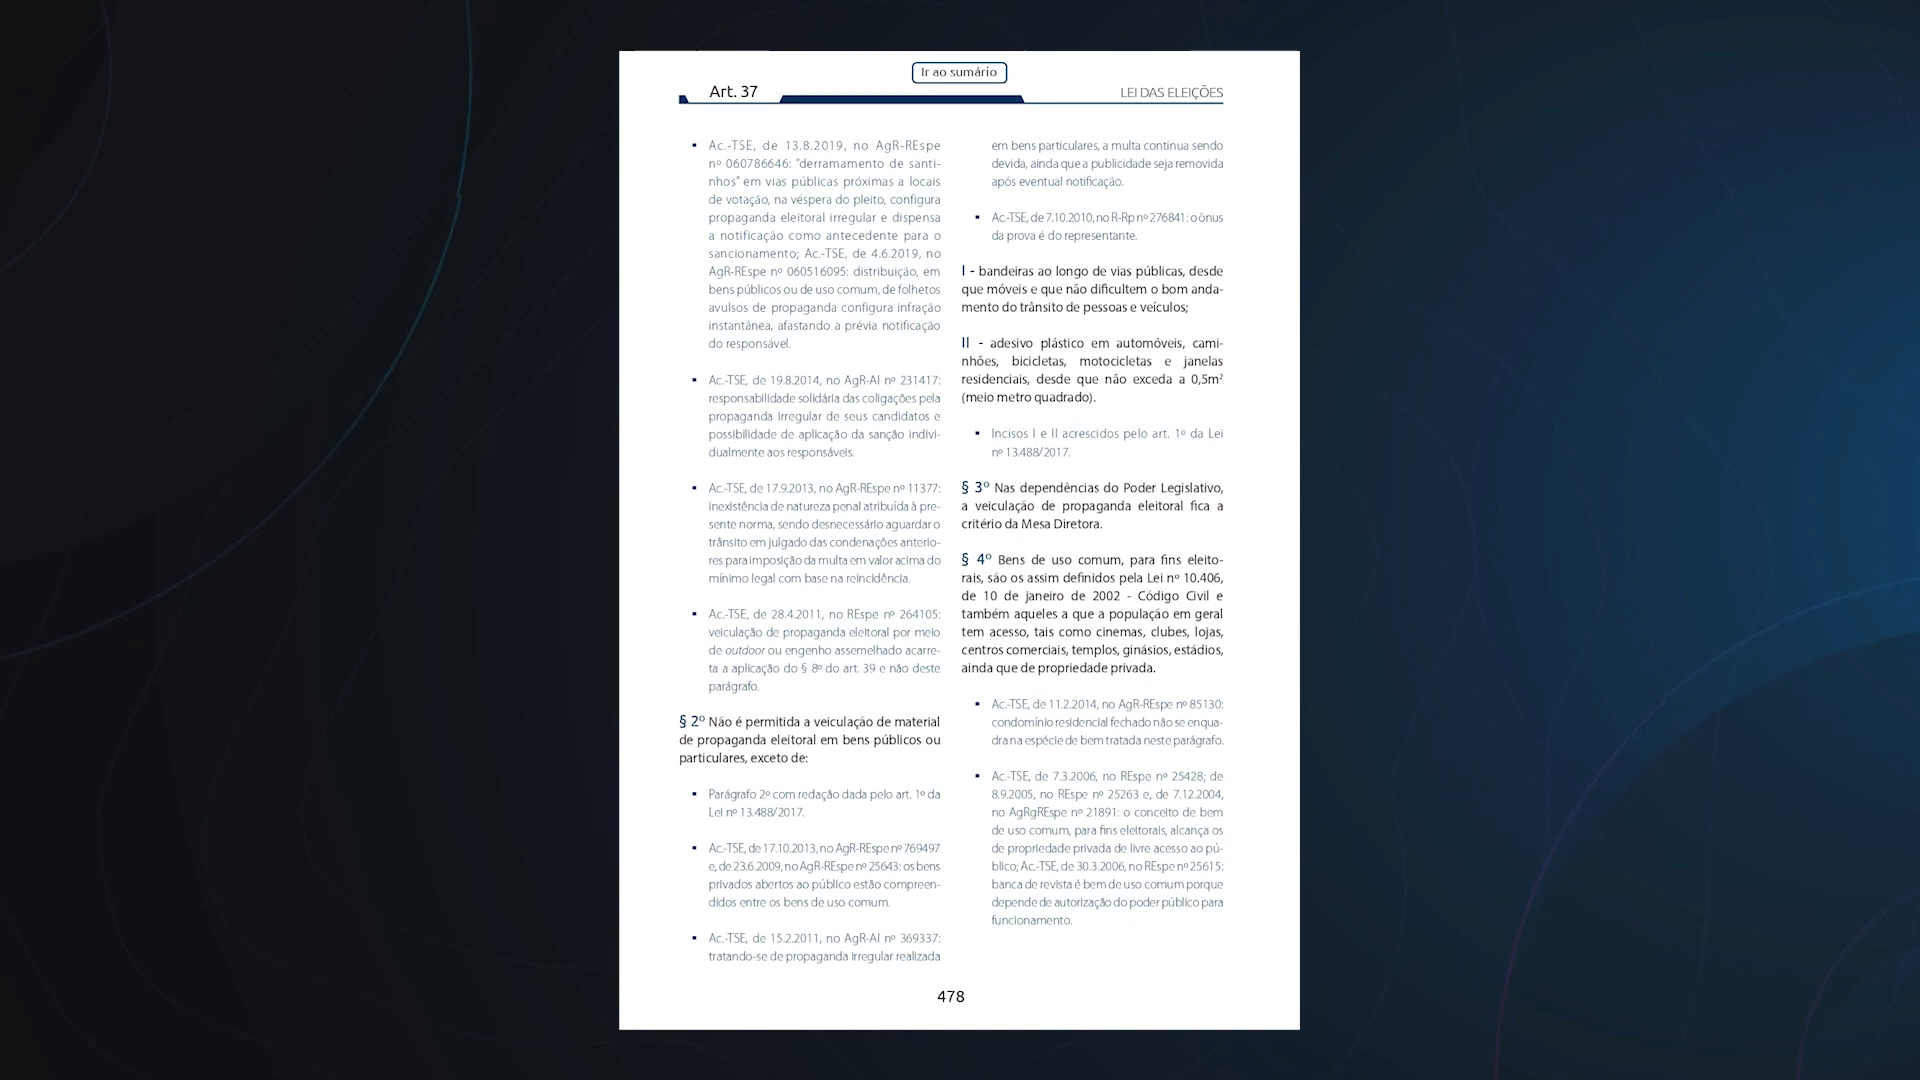 Ir ao sumário
Art. 37
LEI DAS ELEIÇÕES
▪ Ac.-TSE, de 13.8.2019, no AgR-REspe
nº 060786646: “derramamento de santi-
nhos” em vias públicas próximas a locais
de votação, na véspera do pleito, configura
propaganda eleitoral irregular e dispensa
a notificação como antecedente para o
sancionamento; Ac.-TSE, de 4.6.2019, no
AgR-REspe nº 060516095: distribuição, em
bens públicos ou de uso comum, de folhetos
avulsos de propaganda configura infração
instantânea, afastando a prévia notificação
do responsável.
▪ Ac.-TSE, de 19.8.2014, no AgR-AI nº 231417:
responsabilidade solidária das coligações pela
propaganda irregular de seus candidatos e
possibilidade de aplicação da sanção indivi-
dualmente aos responsáveis.
▪ Ac.-TSE, de 17.9.2013, no AgR-REspe nº 11377:
inexistência de natureza penal atribuída à pre-
sente norma, sendo desnecessário aguardar o
trânsito em julgado das condenações anterio-
res para imposição da multa em valor acima do
mínimo legal com base na reincidência.
▪ Ac.-TSE, de 28.4.2011, no REspe nº 264105:
veiculação de propaganda eleitoral por meio
de outdoor ou engenho assemelhado acarre-
ta a aplicação do § 8º do art. 39 e não deste
parágrafo.
§ 2º Não é permitida a veiculação de material
de propaganda eleitoral em bens públicos ou
particulares, exceto de:
▪ Parágrafo 2º com redação dada pelo art. 1º da
Lei nº 13.488/2017.
▪ Ac.-TSE, de 17.10.2013, no AgR-REspe nº 769497
e, de 23.6.2009, no AgR-REspe nº 25643: os bens
privados abertos ao público estão compreen-
didos entre os bens de uso comum.
▪ Ac.-TSE, de 15.2.2011, no AgR-AI nº 369337:
tratando-se de propaganda irregular realizada
em bens particulares, a multa continua sendo
devida, ainda que a publicidade seja removida
após eventual notificação.
▪ Ac.-TSE, de 7.10.2010, no R-Rp nº 276841: o ônus
da prova é do representante.
I - bandeiras ao longo de vias públicas, desde
que móveis e que não dificultem o bom anda-
mento do trânsito de pessoas e veículos;
II - adesivo plástico em automóveis, cami-
nhões, bicicletas, motocicletas e janelas
residenciais, desde que não exceda a 0,5m²
(meio metro quadrado).
▪ Incisos I e II acrescidos pelo art. 1º da Lei
nº 13.488/2017.
§ 3º Nas dependências do Poder Legislativo,
a veiculação de propaganda eleitoral fica a
critério da Mesa Diretora.
§ 4º Bens de uso comum, para fins eleito-
rais, são os assim definidos pela Lei nº 10.406,
de 10 de janeiro de 2002 - Código Civil e
também aqueles a que a população em geral
tem acesso, tais como cinemas, clubes, lojas,
centros comerciais, templos, ginásios, estádios,
ainda que de propriedade privada.
▪ Ac.-TSE, de 11.2.2014, no AgR-REspe nº 85130:
condomínio residencial fechado não se enqua-
dra na espécie de bem tratada neste parágrafo.
▪ Ac.-TSE, de 7.3.2006, no REspe nº 25428; de
8.9.2005, no REspe nº 25263 e, de 7.12.2004,
no AgRgREspe nº 21891: o conceito de bem
de uso comum, para fins eleitorais, alcança os
de propriedade privada de livre acesso ao pú-
blico; Ac.-TSE, de 30.3.2006, no REspe nº 25615:
banca de revista é bem de uso comum porque
depende de autorização do poder público para
funcionamento.
478